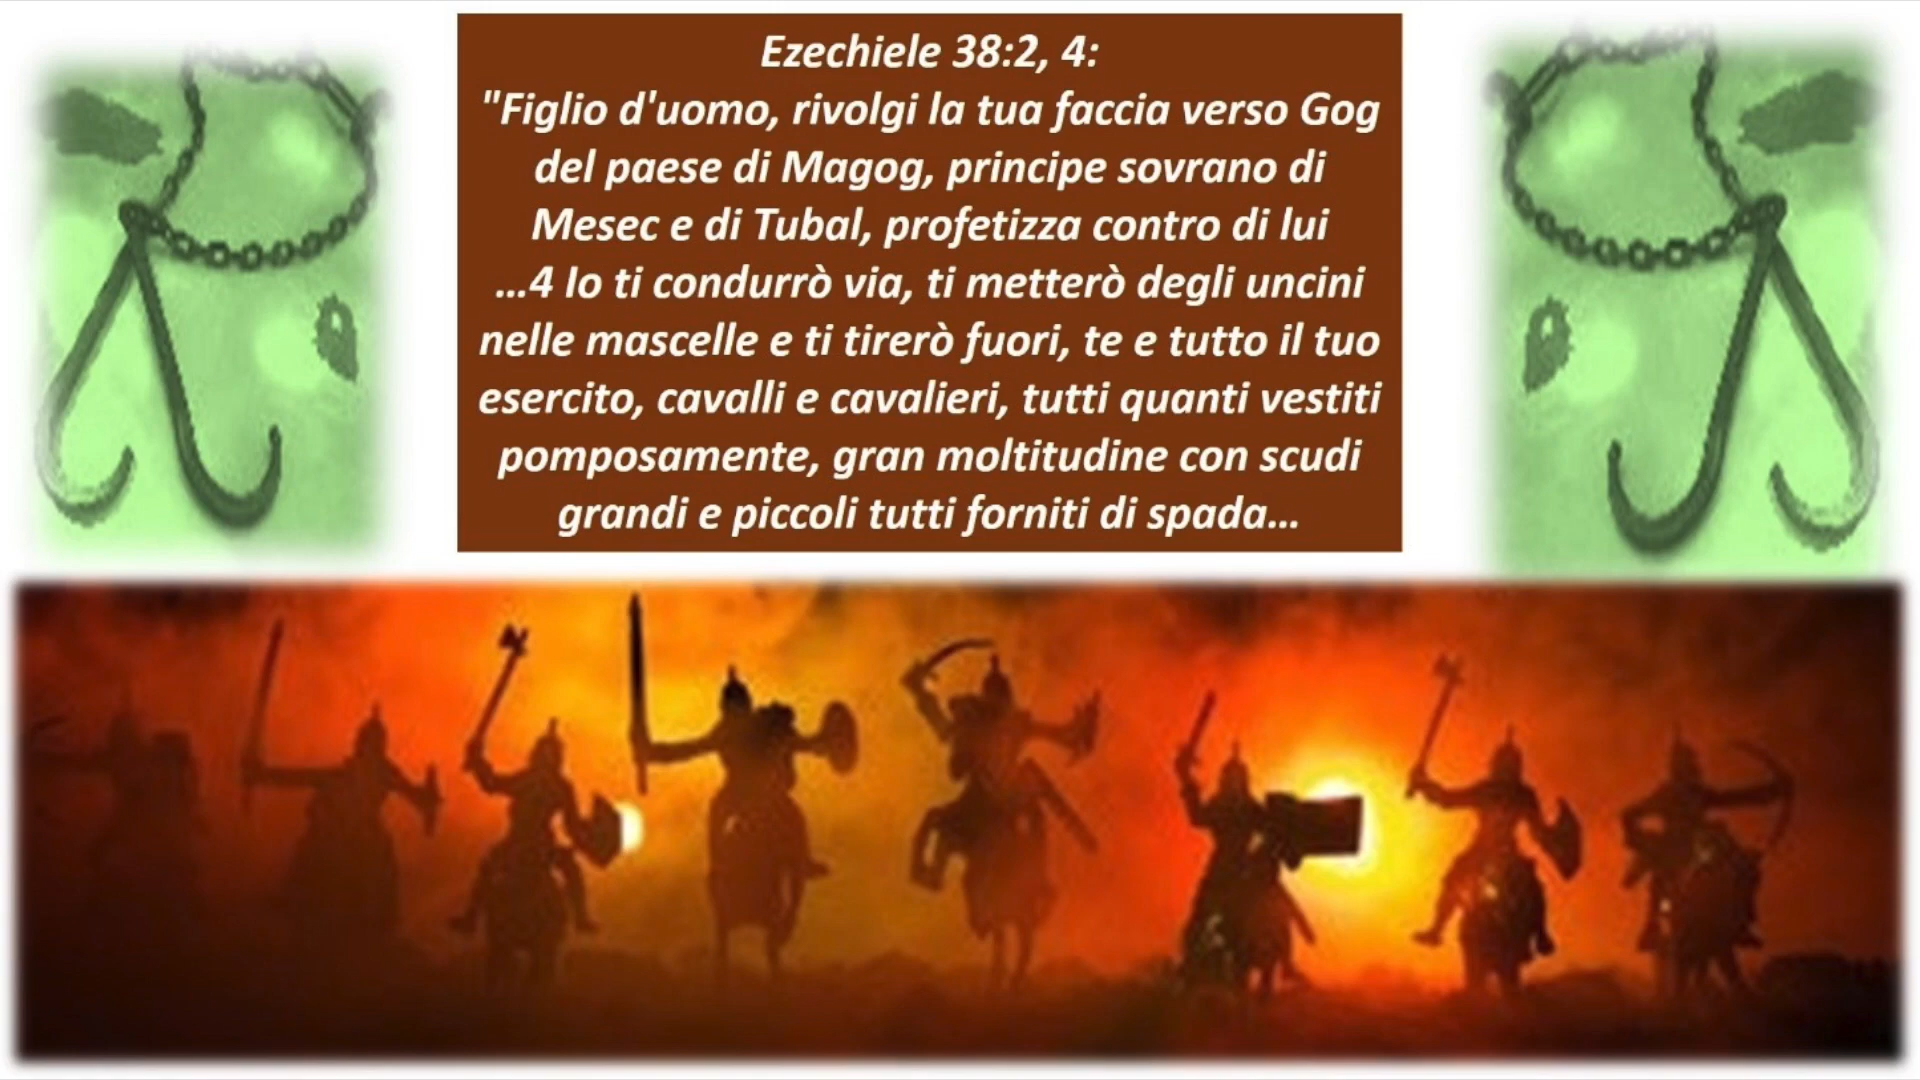 Ezechiele 38:2, 4:
"Figlio d'uomo, rivolgi la tua faccia verso Gog
del paese di Magog, principe sovrano di
Mesec e di Tubal, profetizza contro di lui
...4 Io ti condurrò via, ti metterò degli uncini
nelle mascelle e ti tirerò fuori, te e tutto il tuo
esercito, cavalli e cavalieri, tutti quanti vestiti
pomposamente, gran moltitudine con scudi
grandi e piccoli tutti forniti di spada...